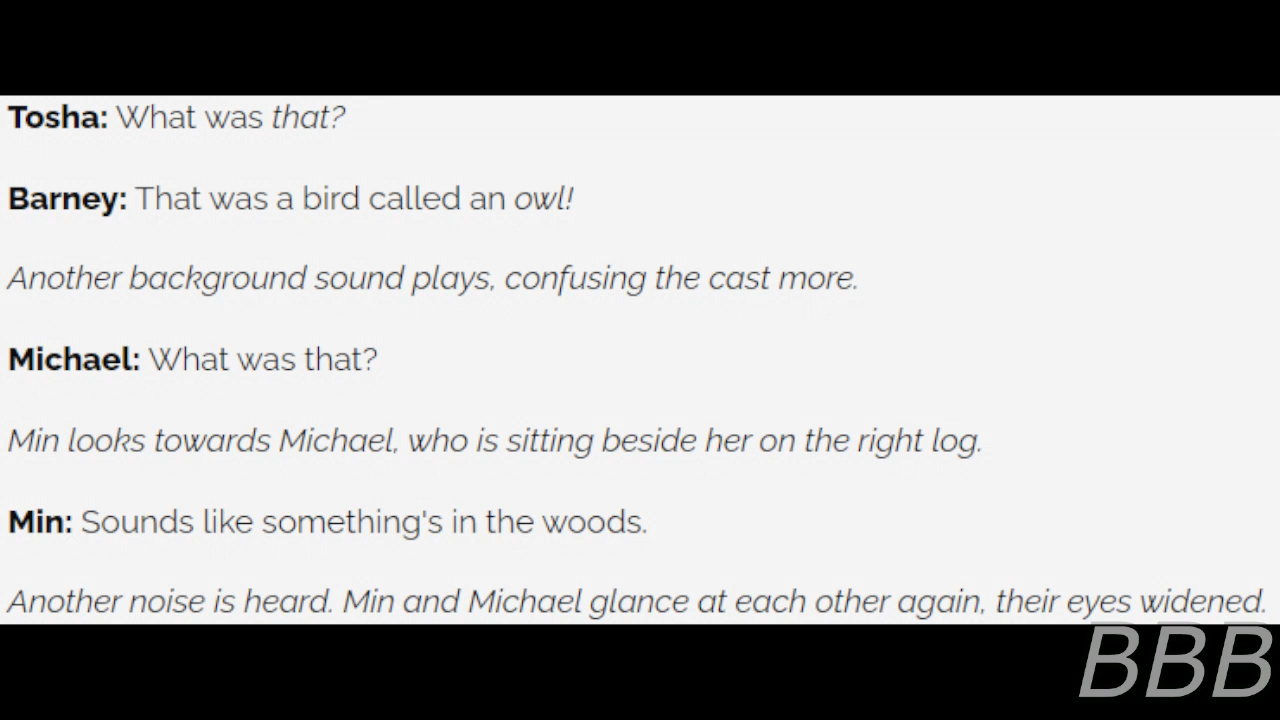 Tosha: What was that?
Barney: That was a bird called an owl!
Another background sound plays, confusing the cast more.
Michael: What was that?
Min looks towards Michael, who is sitting beside her on the right log.
Min: Sounds like something's in the woods.
Another noise is heard. Min and Michael glance at each other again, their eyes widened.
BBB